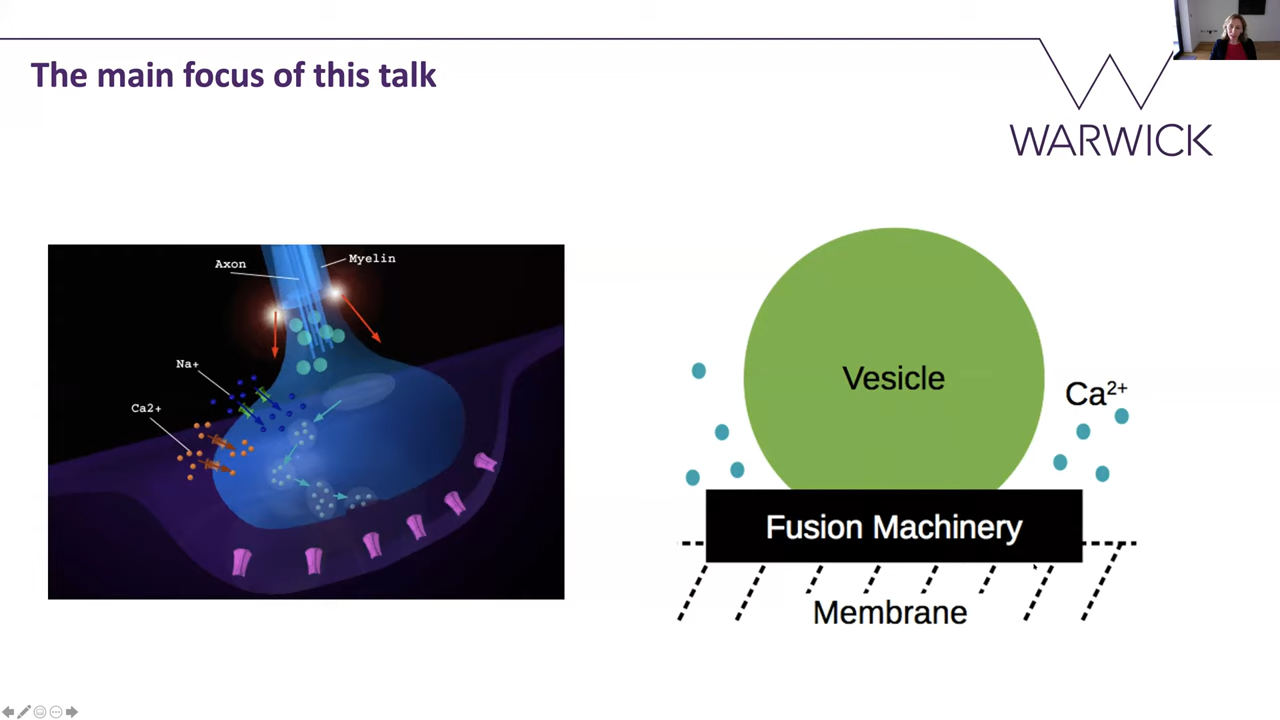 The main focus of this talk
WARWICK
Axon
Myelin
Na+
Ca2+
Vesicle
Ca²⁺
Fusion Machinery
Membrane